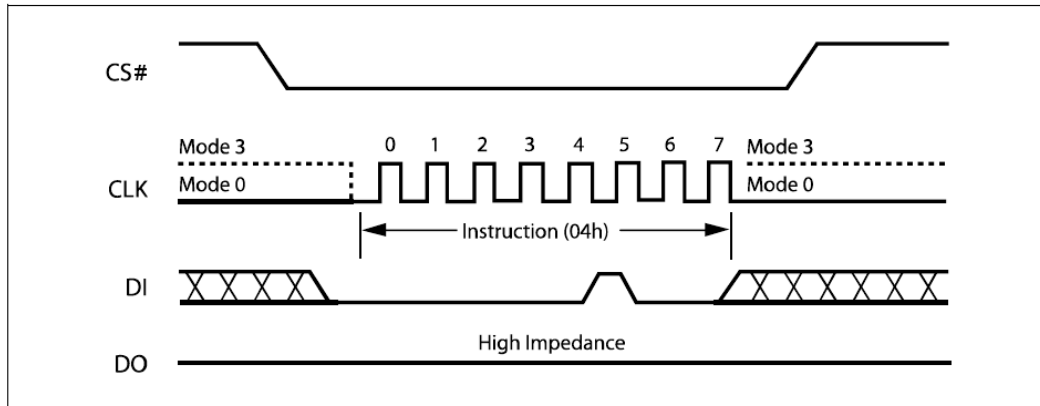 CS#
Mode 3 0 1 2 3 4 5 6 7 Mode 3
CLK Mode 0 Mode 0
Instruction (04h)
DI
High Impedance
DO